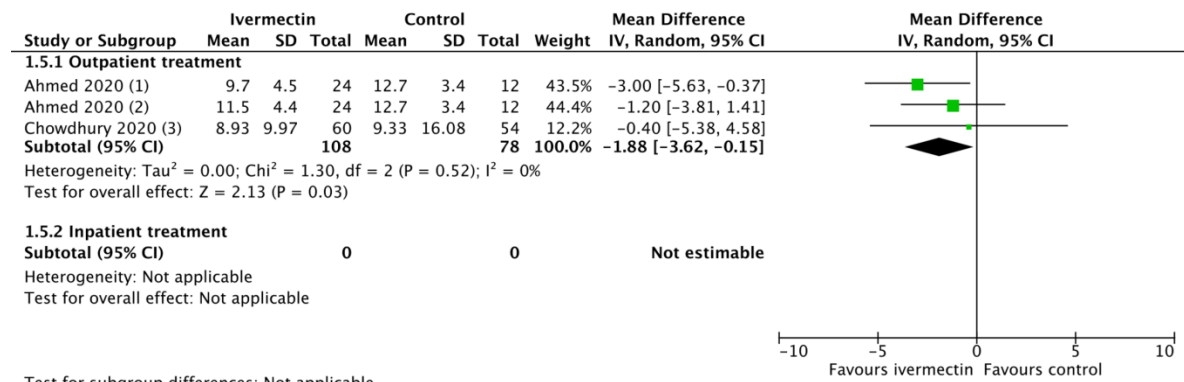 Ivermectin Control Mean Difference Mean Difference
Study or Subgroup Mean SD Total Mean SD Total Weight IV, Random, 95% CI IV, Random, 95% CI
1.5.1 Outpatient treatment
Ahmed 2020 (1) 9.7 4.5 24 12.7 3.4 12 43.5% −3.00 [−5.63, −0.37]
Ahmed 2020 (2) 11.5 4.4 24 12.7 3.4 12 44.4% −1.20 [−3.81, 1.41]
Chowdhury 2020 (3) 8.93 9.97 60 9.33 16.08 54 12.2% −0.40 [−5.38, 4.58]
Subtotal (95% CI) 108 78 100.0% −1.88 [−3.62, −0.15]
Heterogeneity: Tau² = 0.00; Chi² = 1.30, df = 2 (P = 0.52); I² = 0%
Test for overall effect: Z = 2.13 (P = 0.03)
1.5.2 Inpatient treatment
Subtotal (95% CI) 0 0 Not estimable
Heterogeneity: Not applicable
Test for overall effect: Not applicable
−10 −5 0 5 10
Favours ivermectin Favours control
Test for subgroup differences: Not applicable